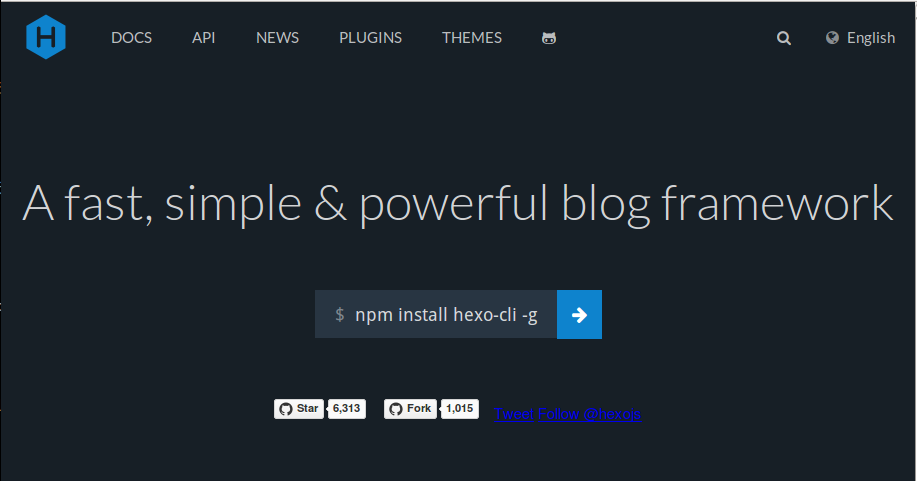 H DOCS API NEWS PLUGINS THEMES English
A fast, simple & powerful blog framework
$ npm install hexo-cli -g
Star 6,313 Fork 1,015 Tweet Follow @hexojs